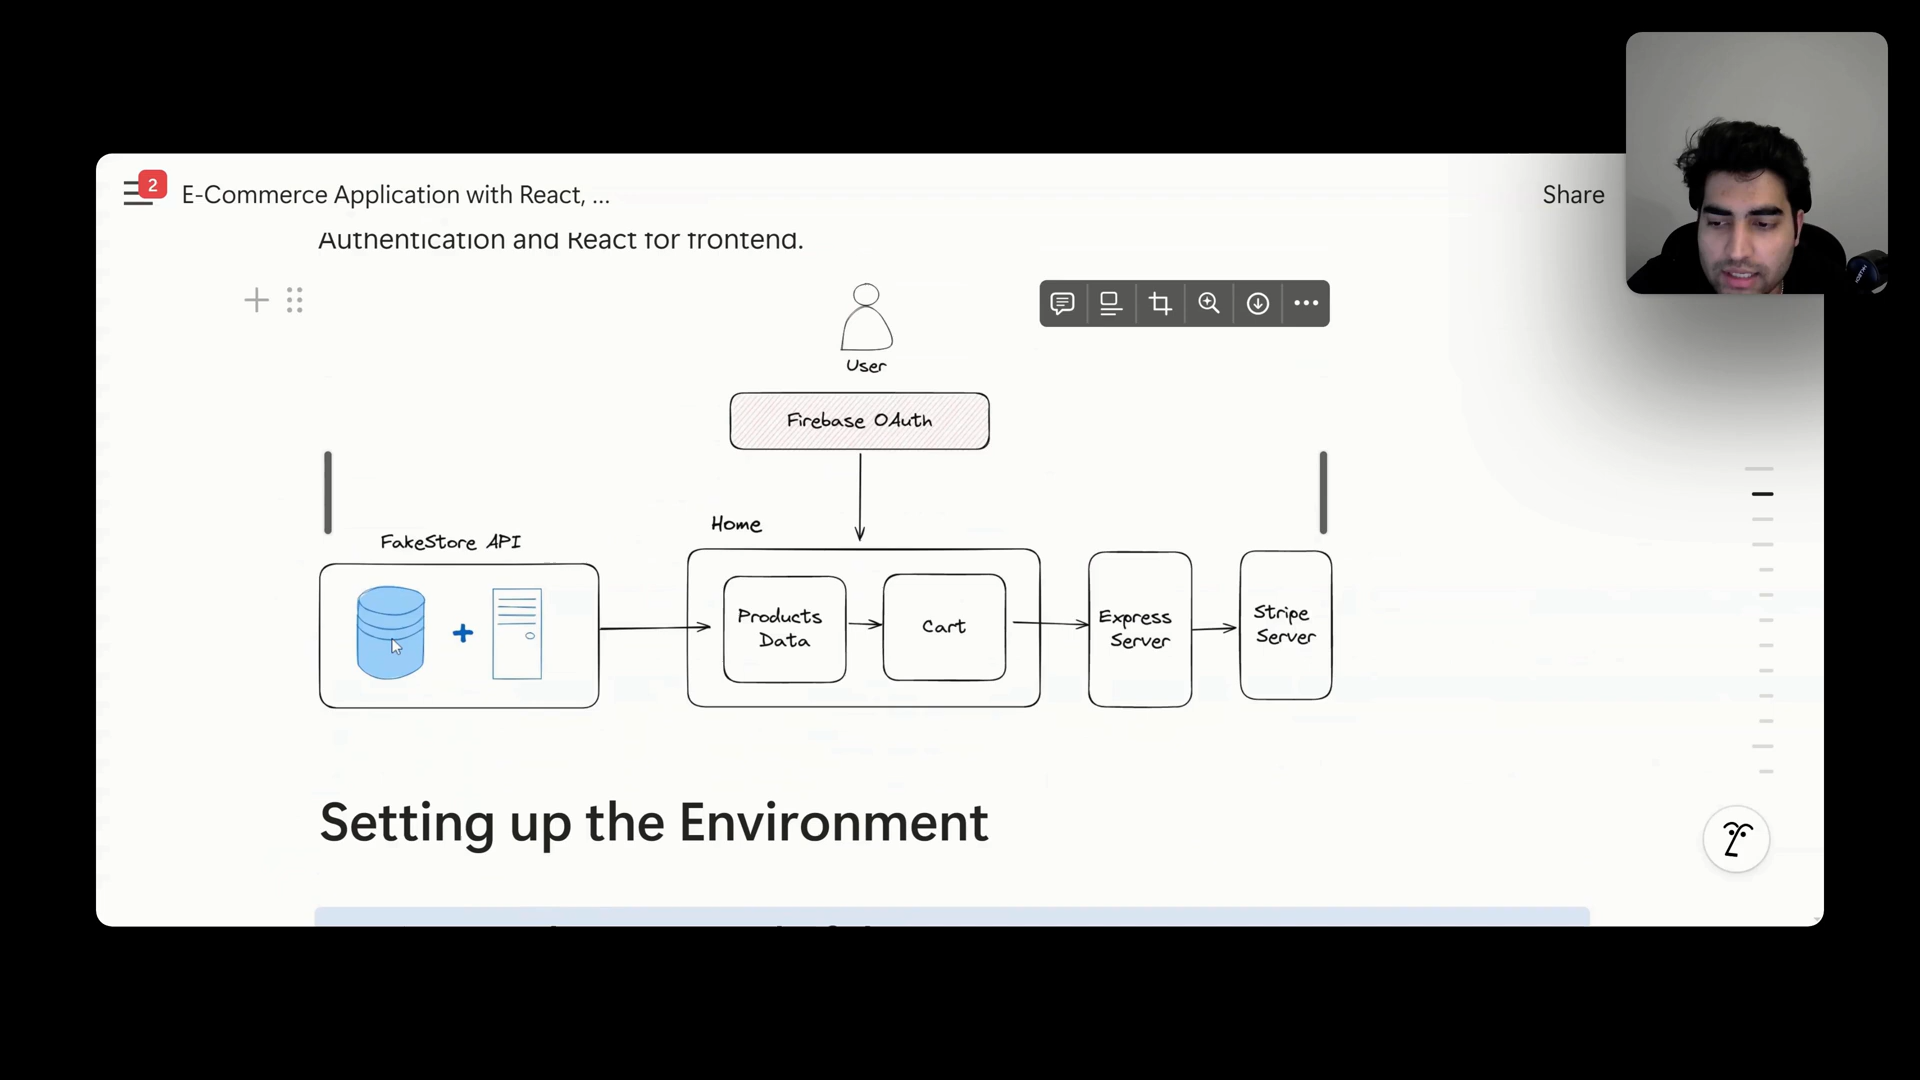 2
E-Commerce Application with React, ...
Share
Authentication and React for frontend.
User
Firebase OAuth
Home
FakeStore API
Products
Data
Cart
Express
Server
Stripe
Server
Setting up the Environment